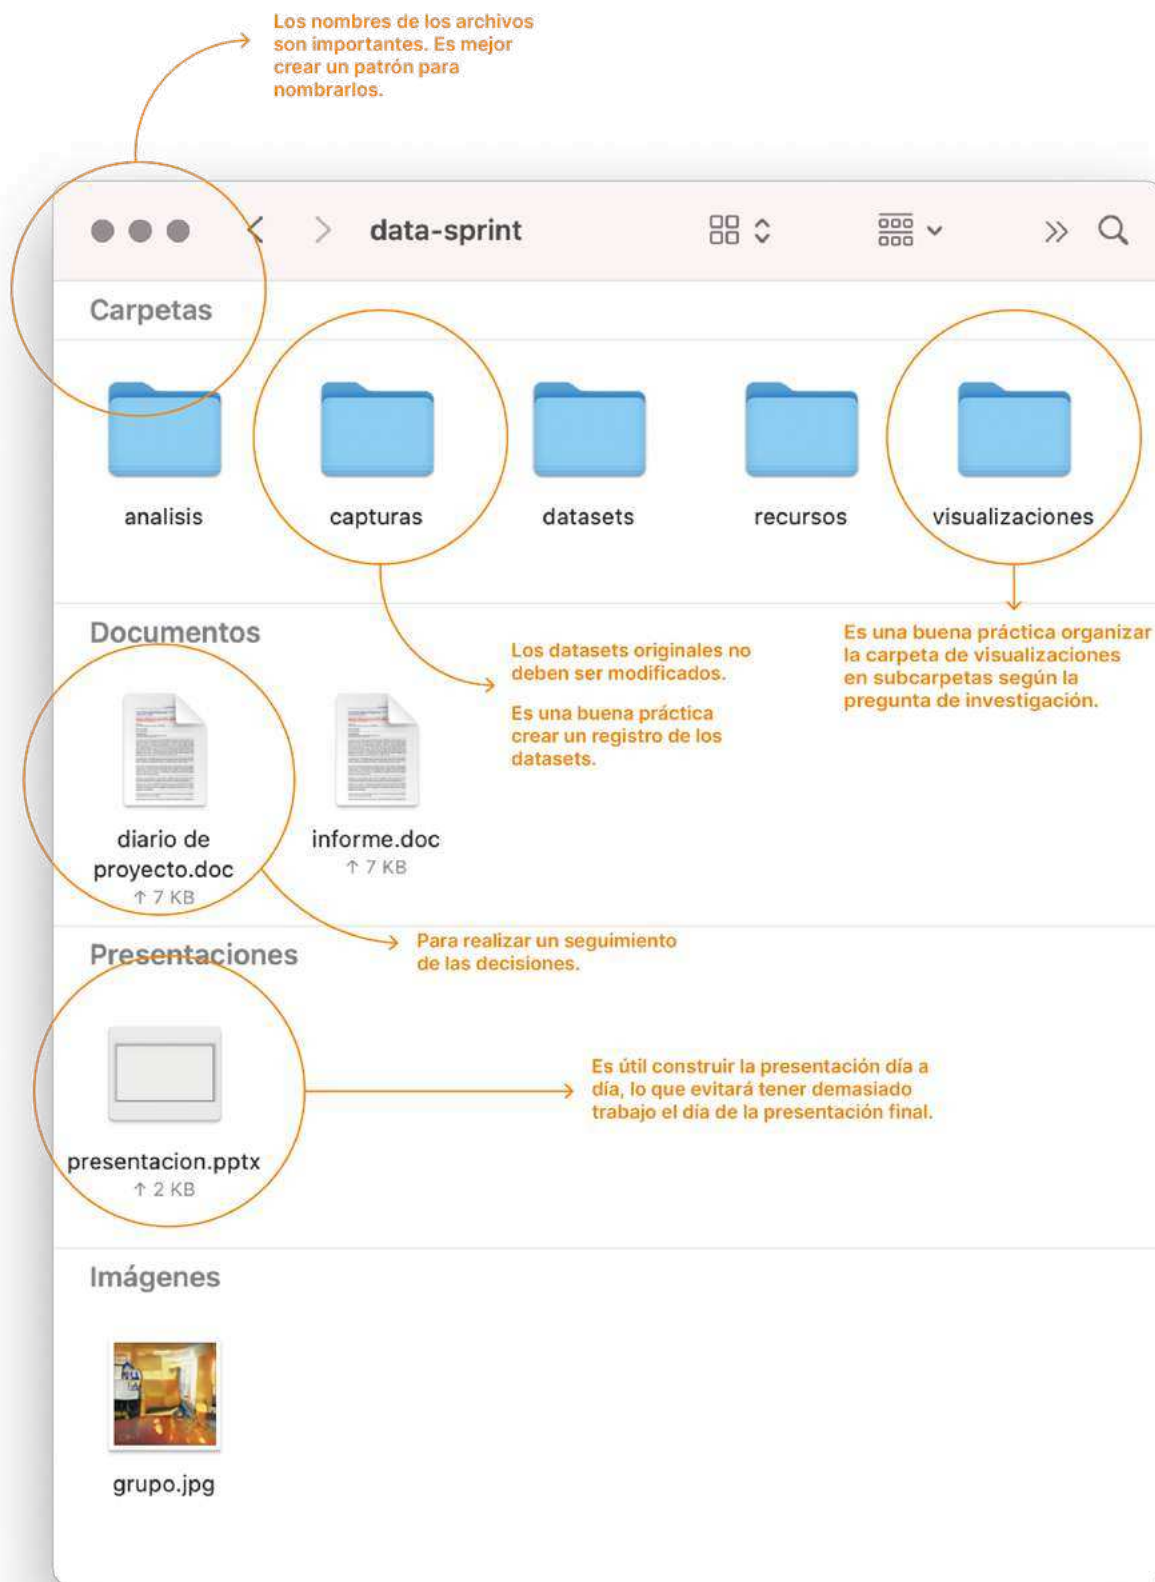 Los nombres de los archivos
son importantes. Es mejor
crear un patrón para
nombrarlos.
data-sprint
Carpetas
analisis
capturas
datasets
recursos
visualizaciones
Los datasets originales no
deben ser modificados.
Es una buena práctica
crear un registro de los
datasets.
Es una buena práctica organizar
la carpeta de visualizaciones
en subcarpetas según la
pregunta de investigación.
Documentos
diario de
proyecto.doc
↑ 7 KB
informe.doc
↑ 7 KB
Para realizar un seguimiento
de las decisiones.
Presentaciones
presentacion.pptx
↑ 2 KB
Es útil construir la presentación día a
día, lo que evitará tener demasiado
trabajo el día de la presentación final.
Imágenes
grupo.jpg